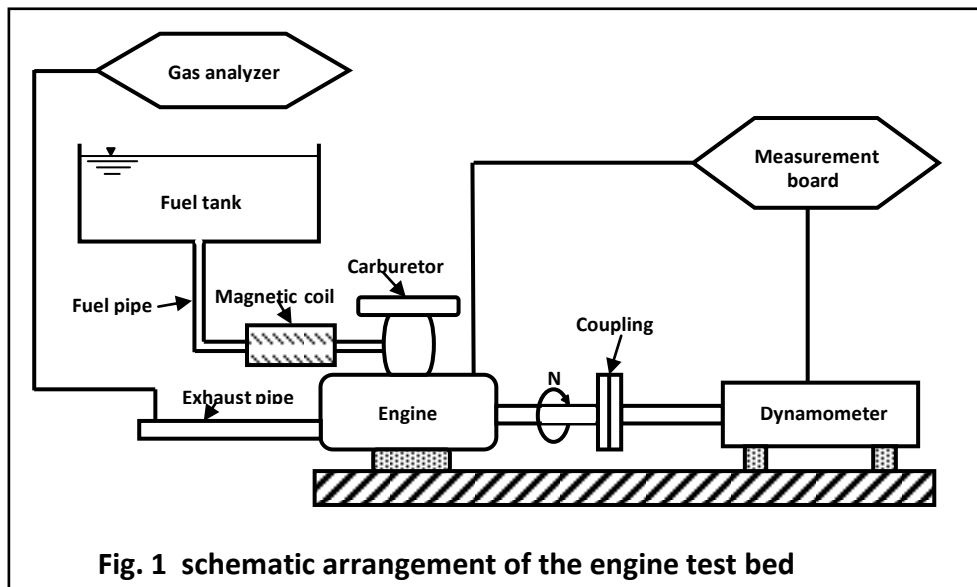 Gas analyzer
Measurement
board
Fuel tank
Carburetor
Fuel pipe
Magnetic coil
Coupling
N
Exhaust pipe
Engine
Dynamometer
Fig. 1 schematic arrangement of the engine test bed